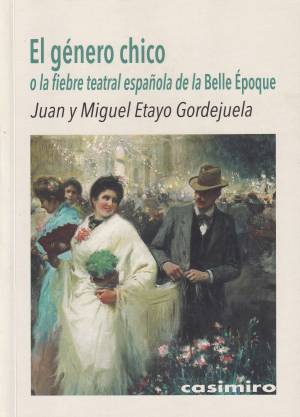 El género chico
o la fiebre teatral española de la Belle Époque
Juan y Miguel Etayo Gordejuela
casimiro